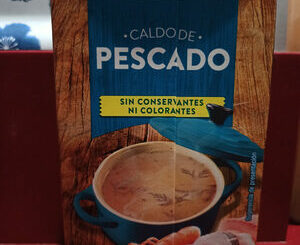 CALDO DE
PESCADO
SIN CONSERVANTES
NI COLORANTES